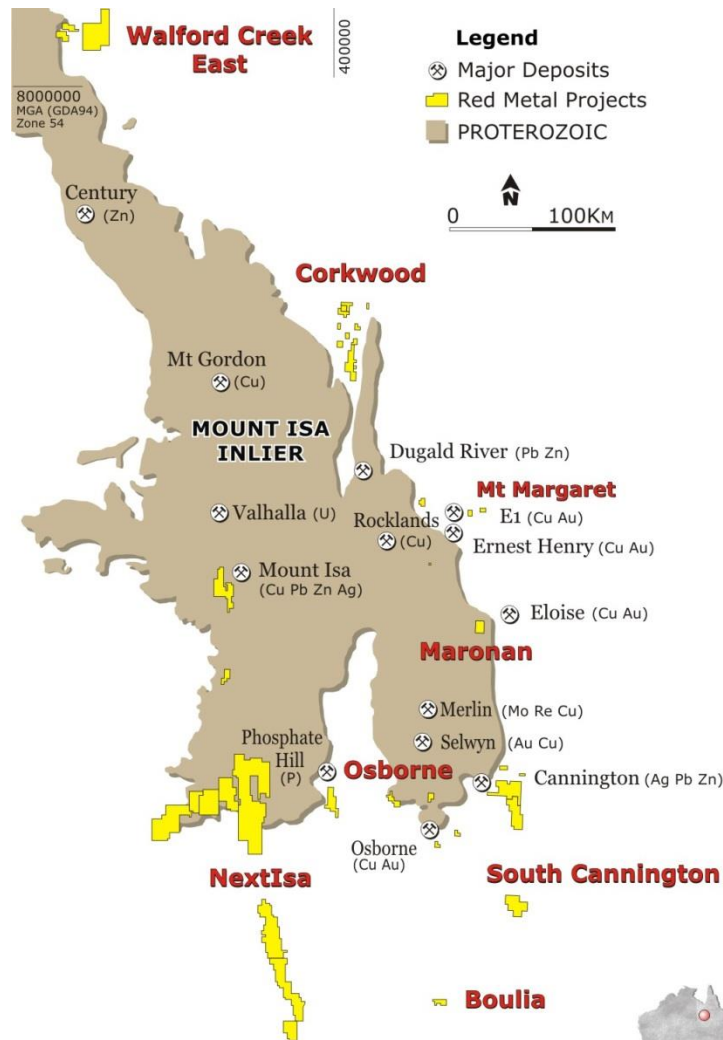 Walford Creek
East
400000
Legend
Major Deposits
Red Metal Projects
PROTEROZOIC
8000000
MGA (GDA94)
Zone 54
N
0 100KM
Century
(Zn)
Corkwood
Mt Gordon
(Cu)
MOUNT ISA
INLIER
Dugald River (Pb Zn)
Mt Margaret
Valhalla (U)
E1 (Cu Au)
Rocklands
(Cu)
Ernest Henry (Cu Au)
Mount Isa
(Cu Pb Zn Ag)
Eloise (Cu Au)
Maronan
Merlin (Mo Re Cu)
Selwyn (Au Cu)
Phosphate
Hill
(P)
Osborne
Cannington (Ag Pb Zn)
Osborne
(Cu Au)
NextIsa
South Cannington
Boulia